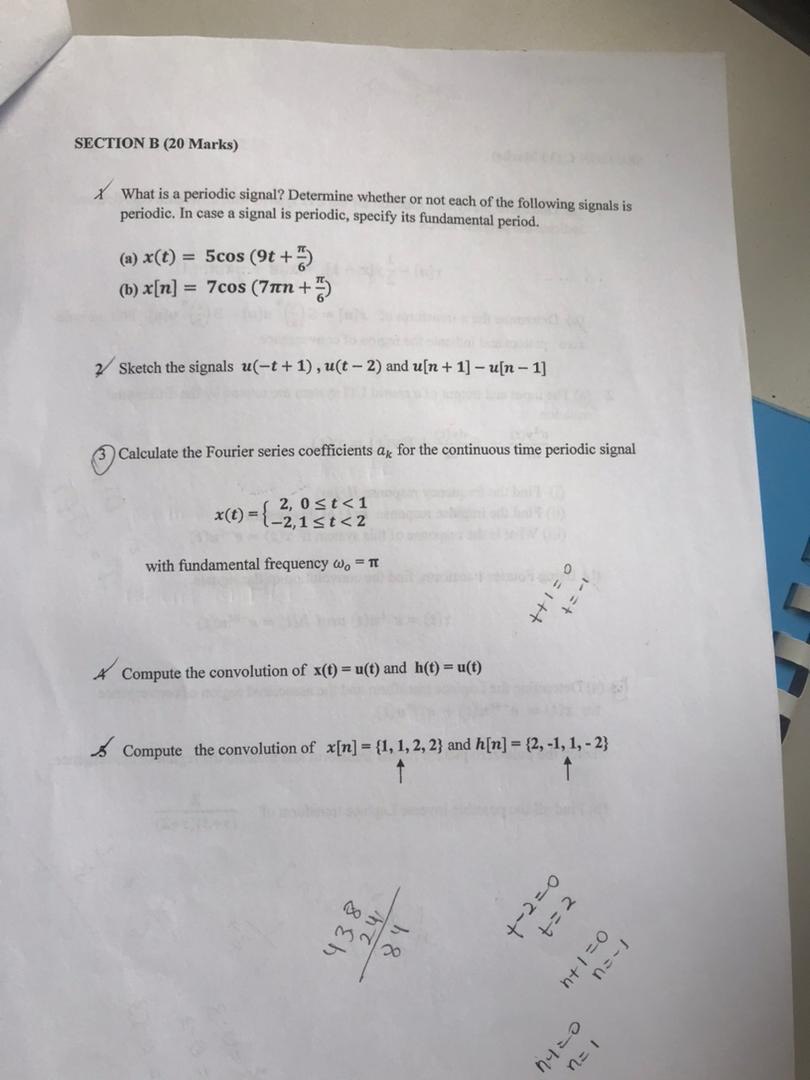 SECTION B (20 Marks)
1 What is a periodic signal? Determine whether or not each of the following signals is
periodic. In case a signal is periodic, specify its fundamental period.
(a) x(t) = 5cos (9t + π/6)
(b) x[n] = 7cos (7πn + π/6)
2 Sketch the signals u(−t + 1) , u(t − 2) and u[n + 1] − u[n − 1]
3 Calculate the Fourier series coefficients aₖ for the continuous time periodic signal
x(t) = { 2, 0 ≤ t < 1
−2, 1 ≤ t < 2
with fundamental frequency ωₒ = π
t+1=0
t=-1
4 Compute the convolution of x(t) = u(t) and h(t) = u(t)
5 Compute the convolution of x[n] = {1, 1, 2, 2} and h[n] = {2, -1, 1, - 2}
↑ ↑
438
24
84
t-2=0
t=2
n+1=0
n=-1
n=1